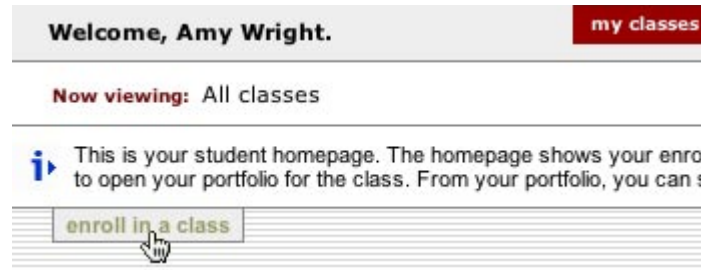 Welcome, Amy Wright.
my classes
Now viewing: All classes
This is your student homepage. The homepage shows your
to open your portfolio for the class. From your portfolio, you can
enroll in a class